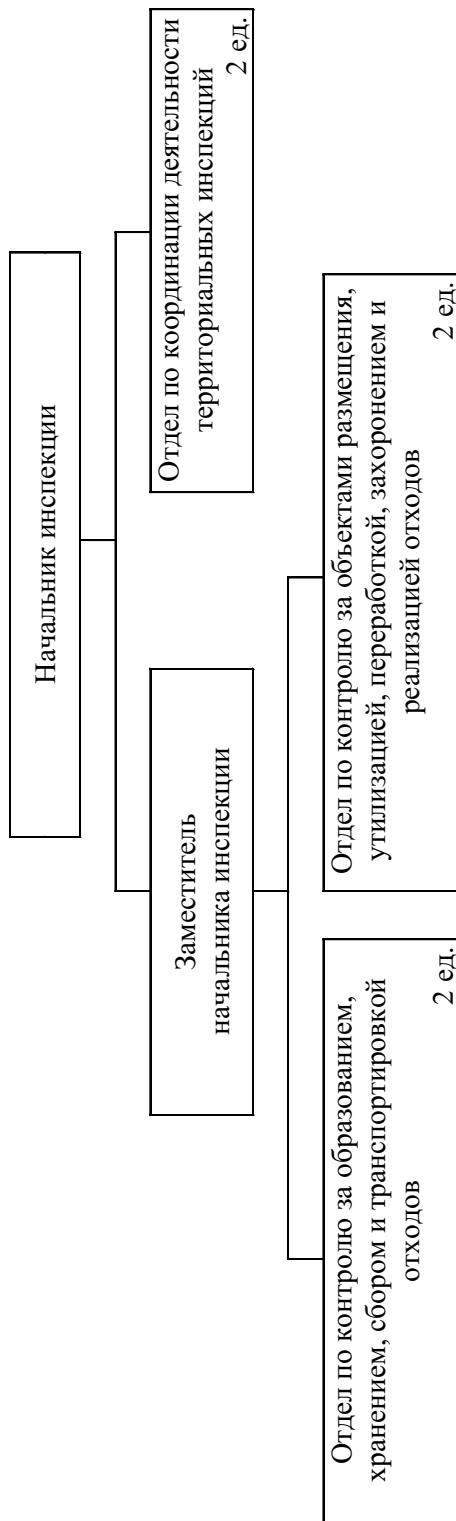 Начальник инспекции
Заместитель
начальника инспекции
Отдел по координации деятельности
территориальных инспекций
2 ед.
Отдел по контролю за образованием,
хранением, сбором и транспортировкой
отходов
2 ед.
Отдел по контролю за объектами размещения,
утилизацией, переработкой, захоронением и
реализацией отходов
2 ед.